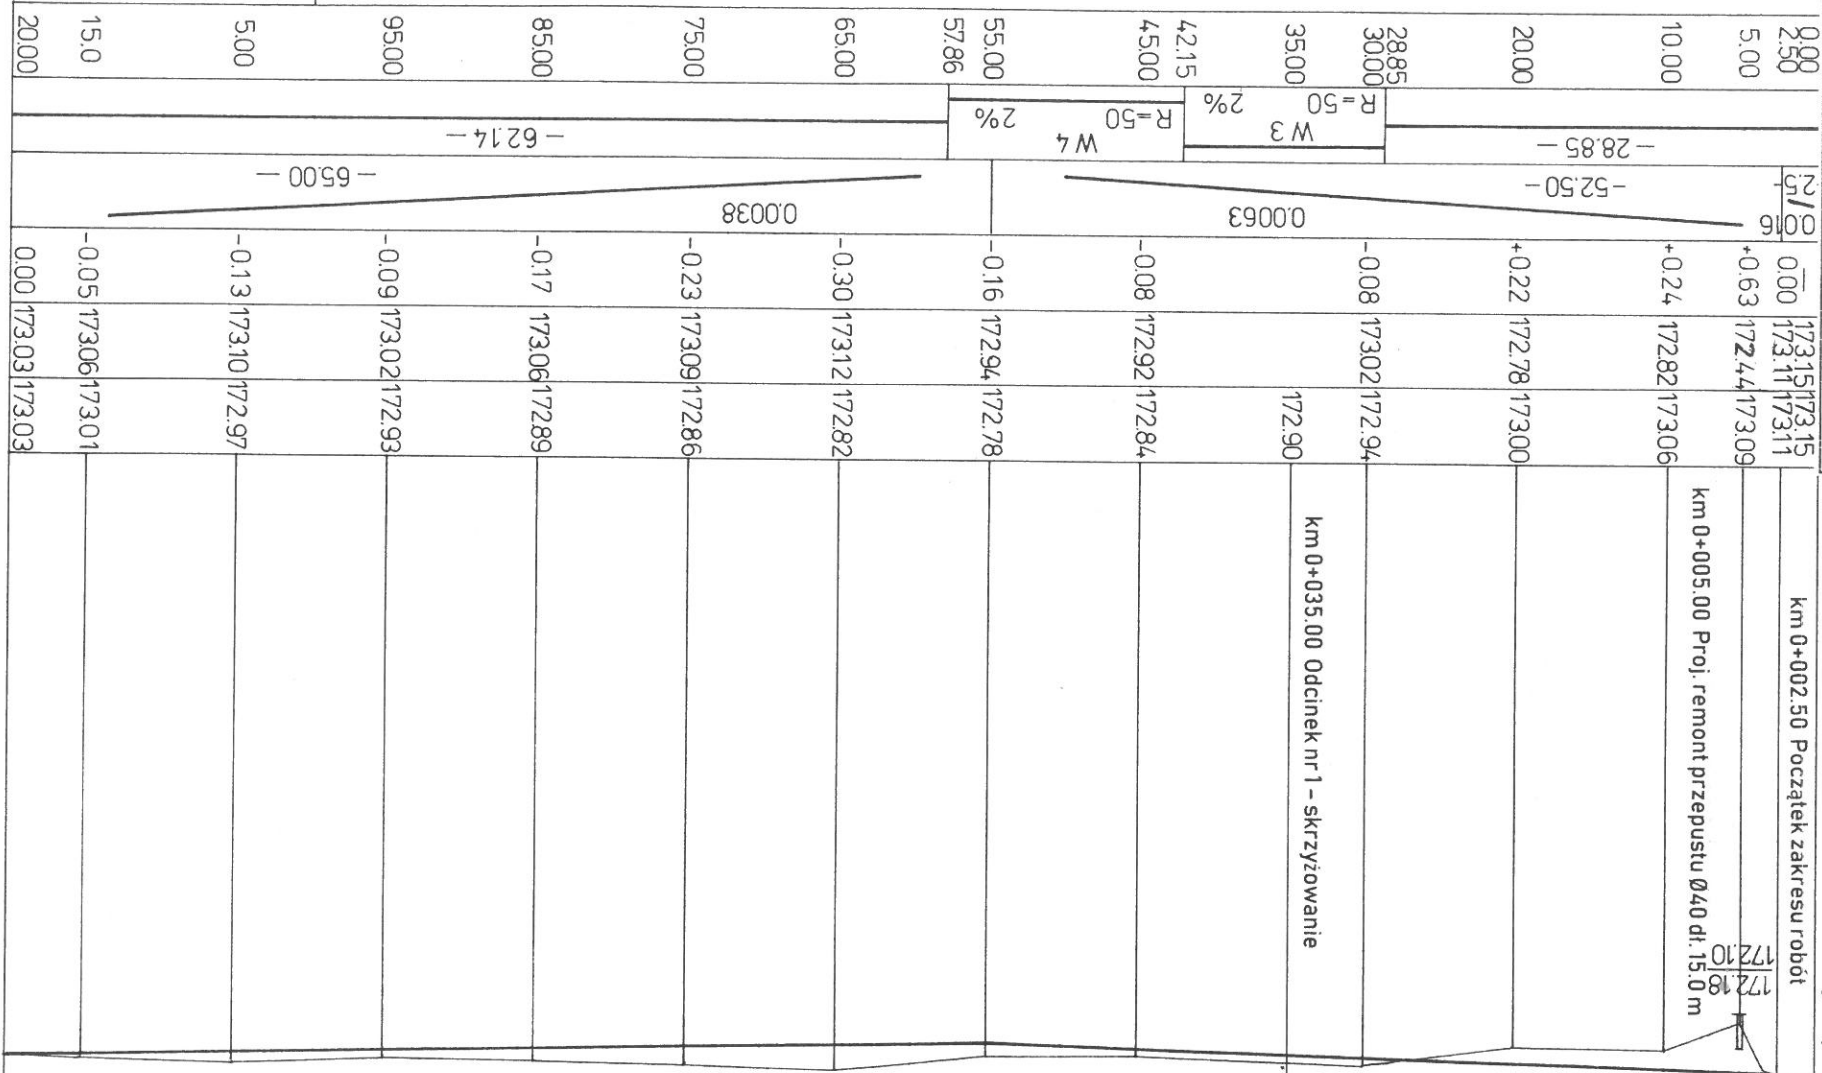 km 0+002.50 Początek zakresu robót
km 0+005.00 Proj. remont przepustu Ø40 dł. 15.0 m
172.18
172.10
km 0+035.00 Odcinek nr 1 - skrzyżowanie
173.15 173.11 173.09 173.06 173.00 172.94 172.90 172.84 172.78 172.82 172.86 172.89 172.93 172.97 173.01 173.03
173.15 173.11 172.44 172.82 172.78 173.02 172.92 172.94 173.12 173.09 173.06 173.02 173.10 173.06 173.03
— 0.00 +0.63 +0.24 +0.22 -0.08 -0.08 -0.16 -0.30 -0.23 -0.17 -0.09 -0.13 -0.05 0.00
0.016 0.0063 0.0038
2.5 -52.50- -65.00-
-28.85- W3 W4 -62.14-
R=50 2% R=50 2%
0.00 2.50 5.00 10.00 20.00 28.85 30.00 35.00 42.15 45.00 55.00 57.86 65.00 75.00 85.00 95.00 5.00 15.0 20.00